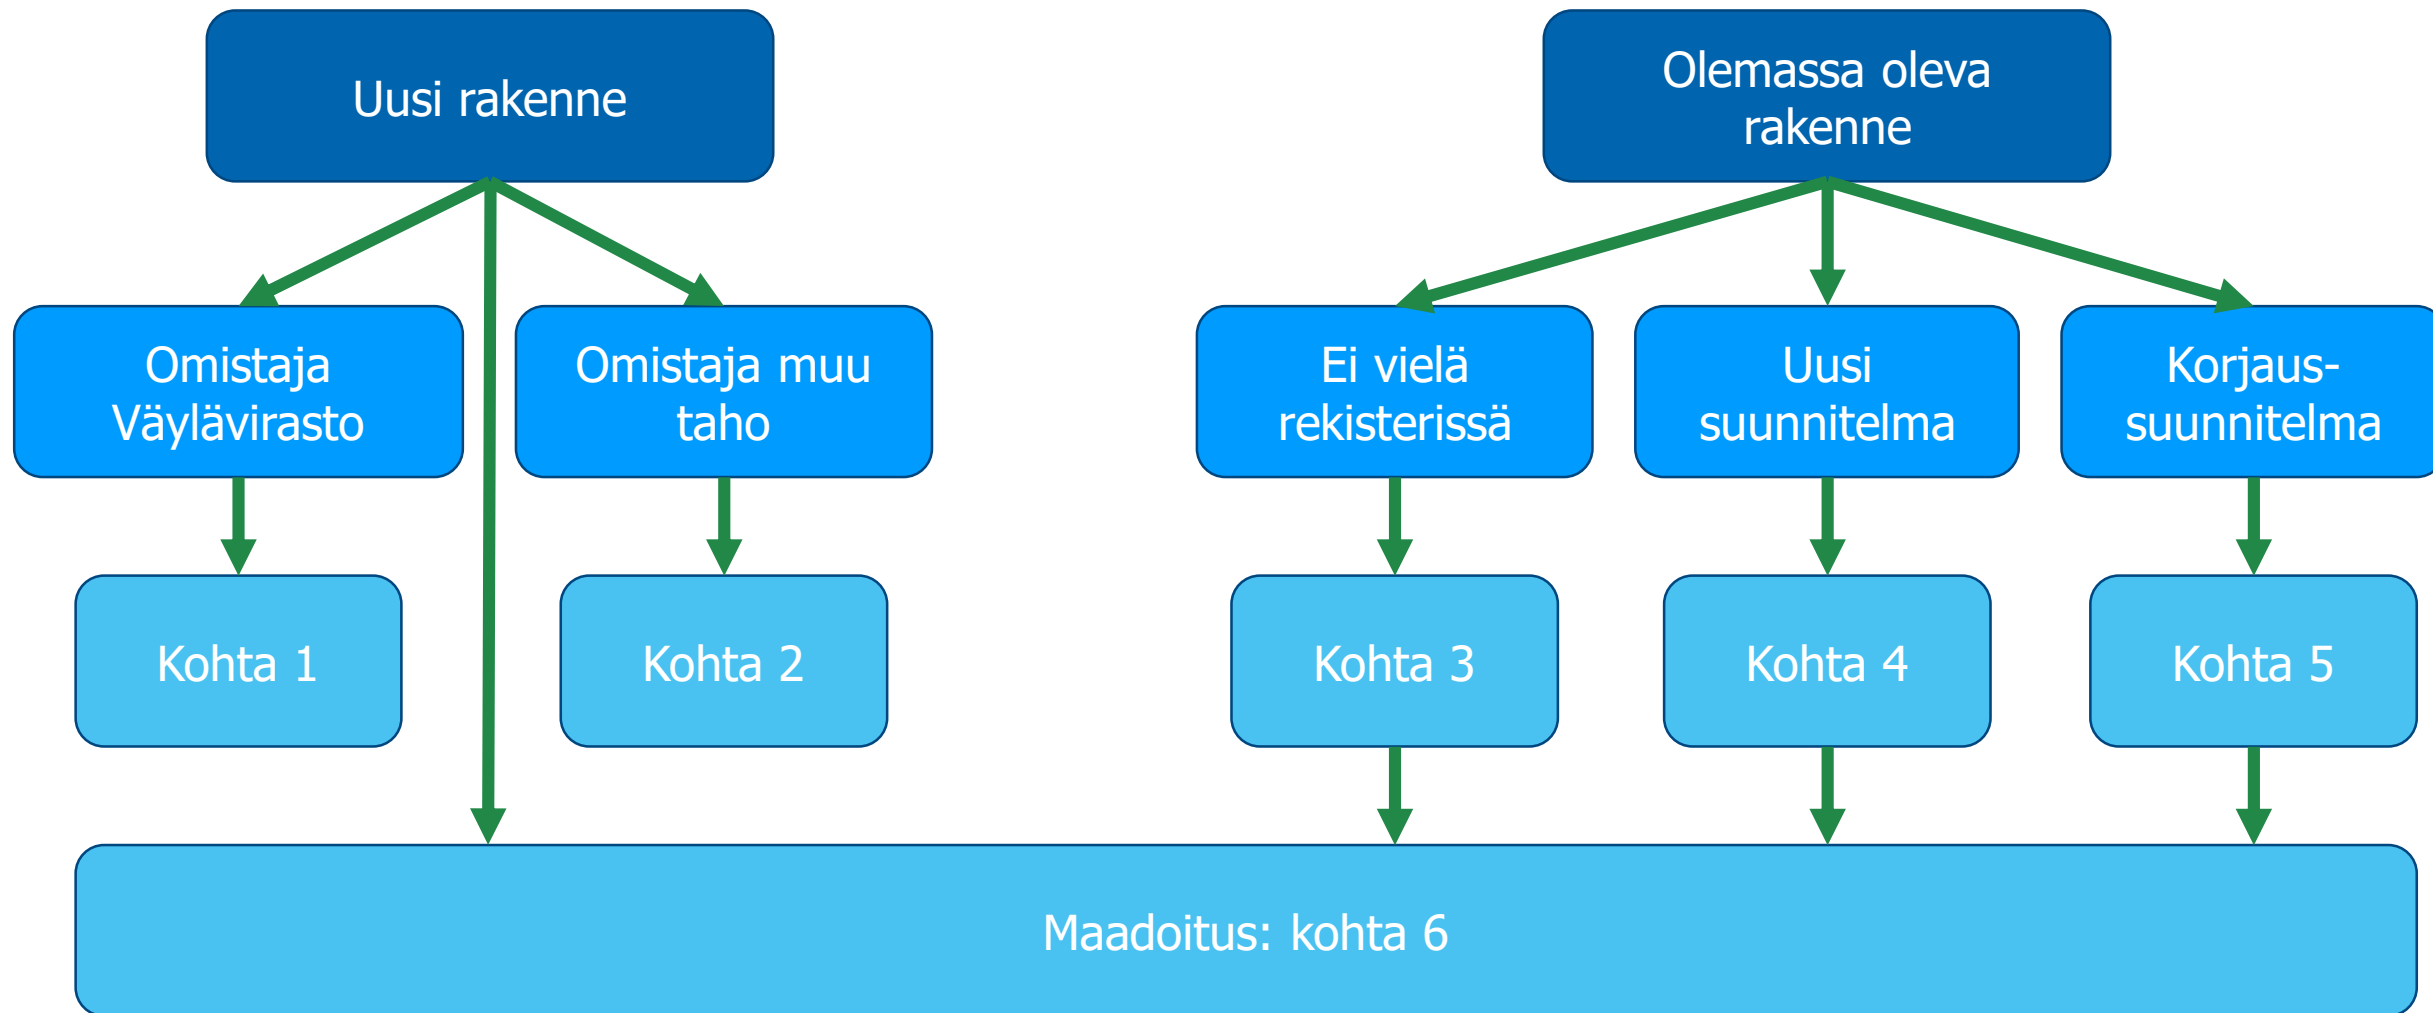 Uusi rakenne
Olemassa oleva
rakenne
Omistaja
Väylävirasto
Omistaja muu
taho
Ei vielä
rekisterissä
Uusi
suunnitelma
Korjaus-
suunnitelma
Kohta 1
Kohta 2
Kohta 3
Kohta 4
Kohta 5
Maadoitus: kohta 6